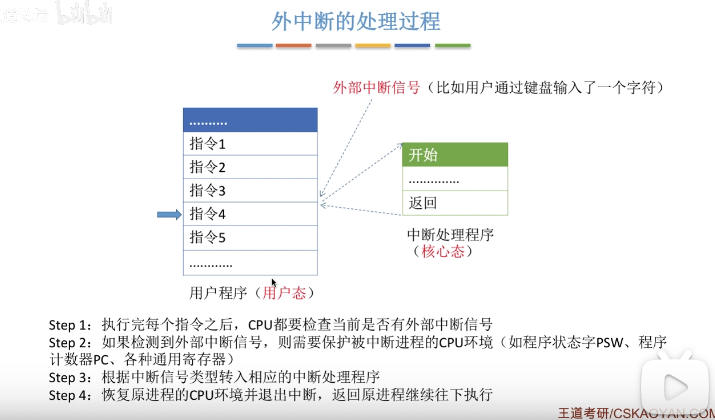 bilibili
外中断的处理过程
外部中断信号（比如用户通过键盘输入了一个字符）
..........
指令1
指令2
指令3
指令4
指令5
............
用户程序（用户态）
开始
..............
返回
中断处理程序
（核心态）
Step 1：执行完每个指令之后，CPU都要检查当前是否有外部中断信号
Step 2：如果检测到外部中断信号，则需要保护被中断进程的CPU环境（如程序状态字PSW、程序
计数器PC、各种通用寄存器）
Step 3：根据中断信号类型转入相应的中断处理程序
Step 4：恢复原进程的CPU环境并退出中断，返回原进程继续往下执行
王道考研/CSKAOYAN.COM